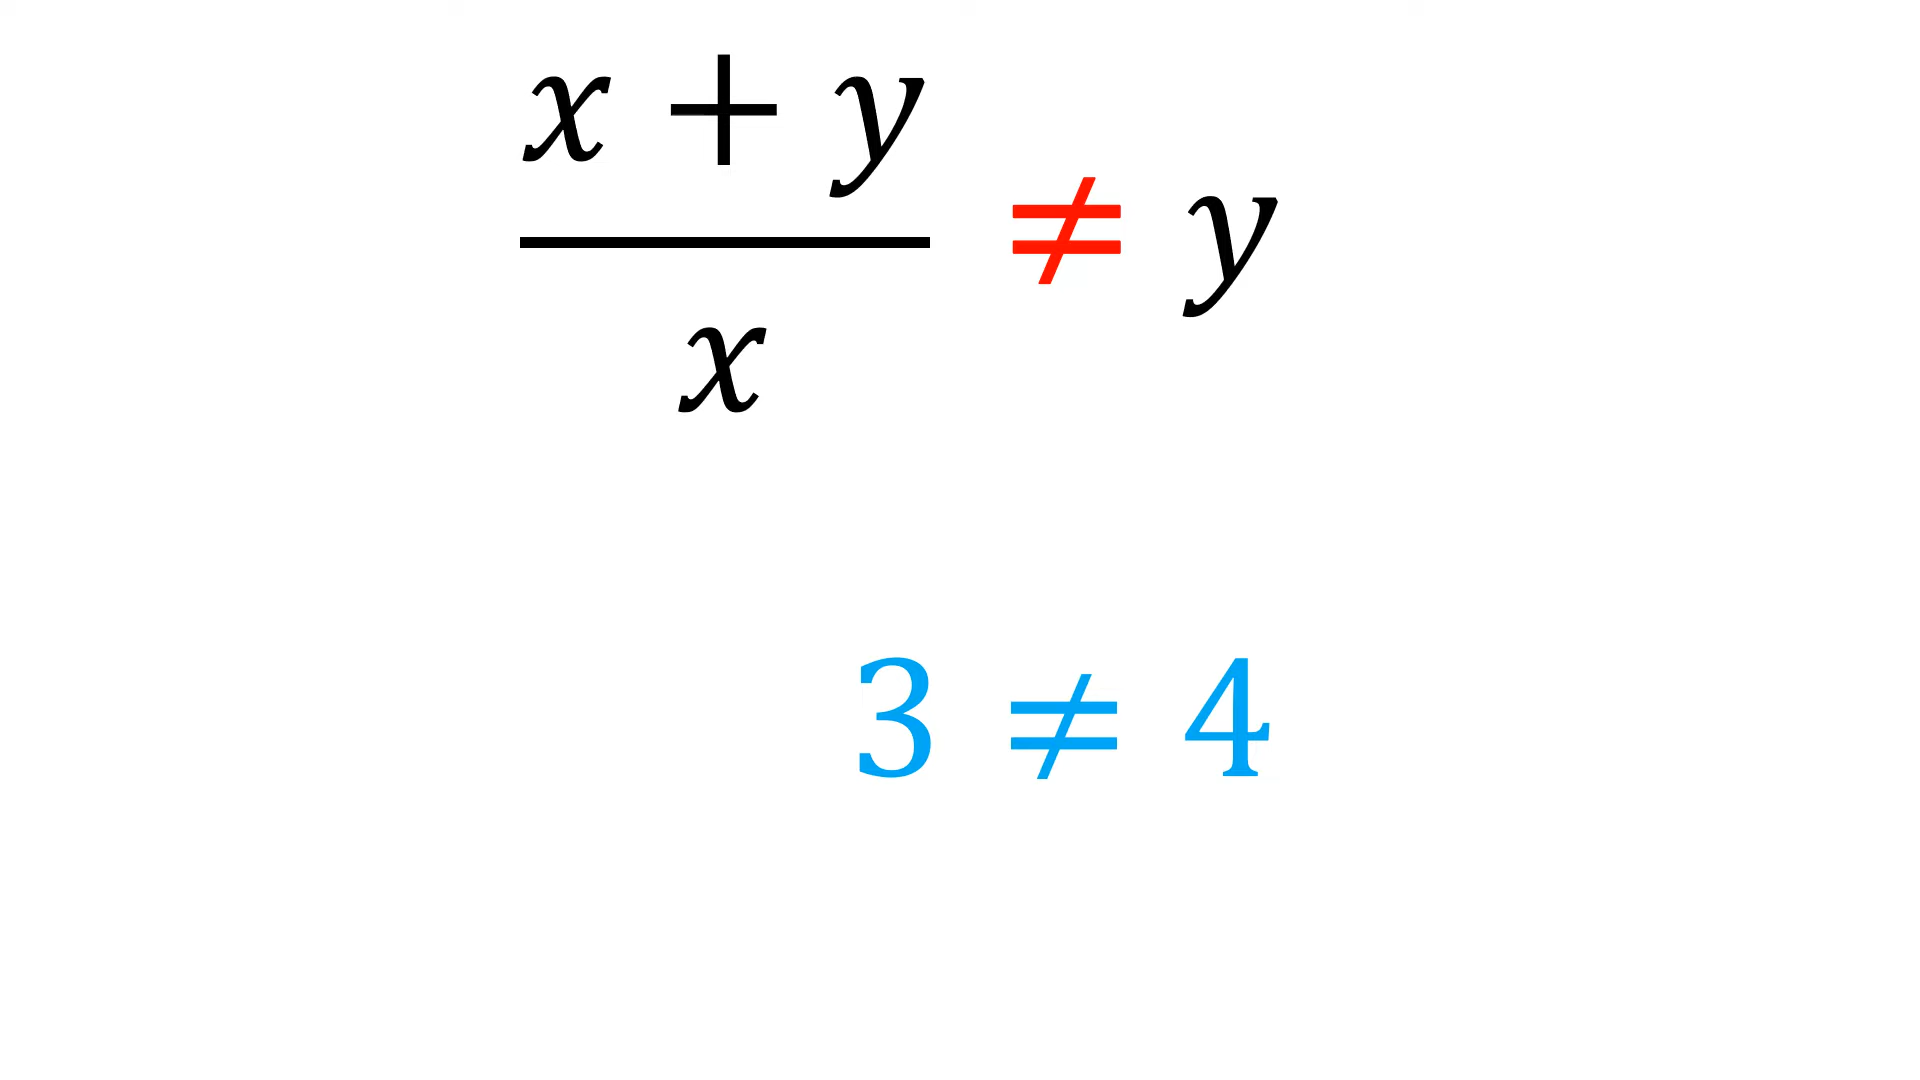 x + y
≠ y
x
3 ≠ 4